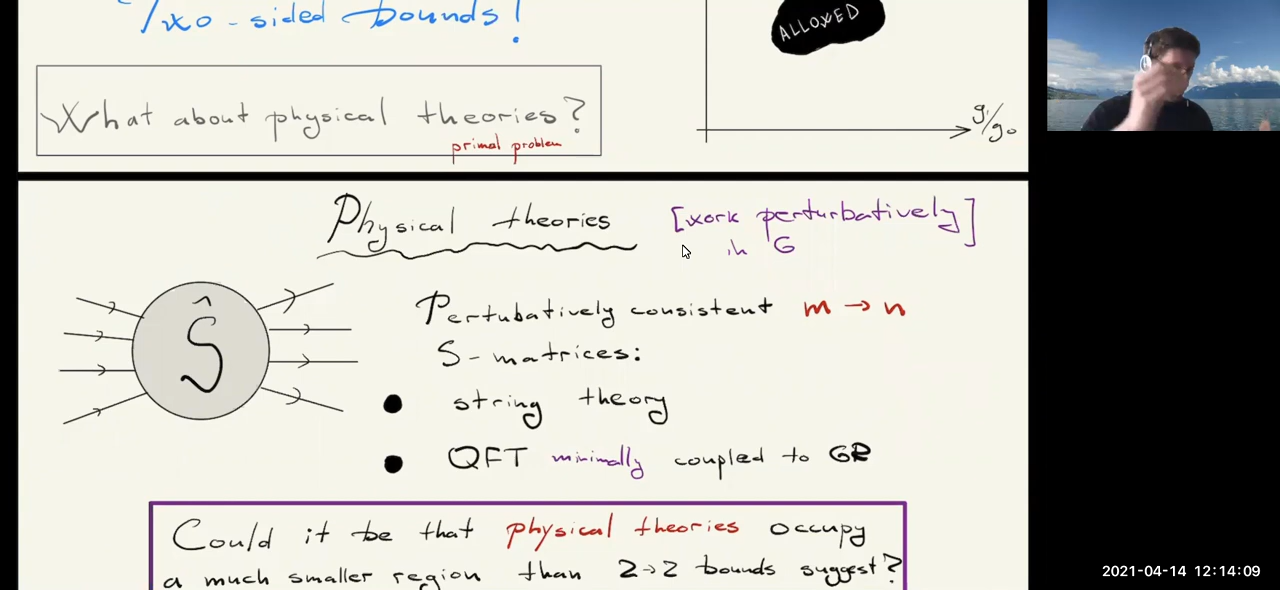 Two-sided bounds!
ALLOWED
What about physical theories?
primal problem
g/g₀
Physical theories [work perturbatively]
in G
Ŝ
Pertubatively consistent m → n
S-matrices:
• string theory
• QFT minimally coupled to GR
Could it be that physical theories occupy
a much smaller region than 2→2 bounds suggest?
2021-04-14 12:14:09